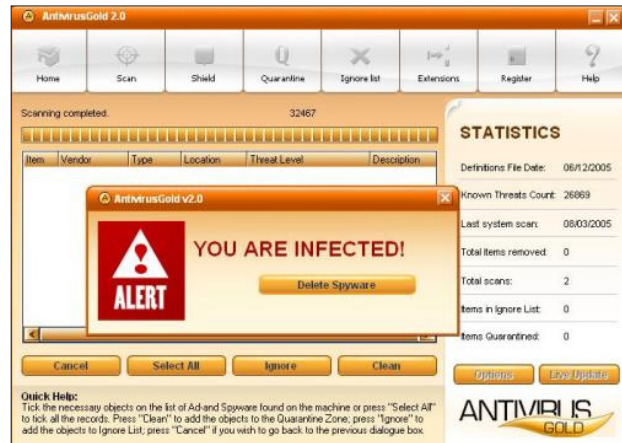 AntivirusGold 2.0
Home Scan Shield Quarantine Ignore list Extensions Register Help
Scanning completed. 32467
Item Vendor Type Location Threat Level Description
AntivirusGold v2.0
YOU ARE INFECTED!
ALERT
Delete Spyware
Cancel Select All Ignore Clean
Quick Help:
Tick the necessary objects on the list of Ad-and Spyware found on the machine or press "Select All"
to tick all the records. Press "Clean" to add the objects to the Quarantine Zone; press "Ignore" to
add the objects to Ignore List; press "Cancel" if you wish to go back to the previous dialogue box.
STATISTICS
Definitions File Date: 06/12/2005
Known Threats Count: 26869
Last system scan: 08/03/2005
Total items removed: 0
Total scans: 2
Items in Ignore List: 0
Items Quarantined: 0
Options Live Update
ANTIVIRUS
GOLD